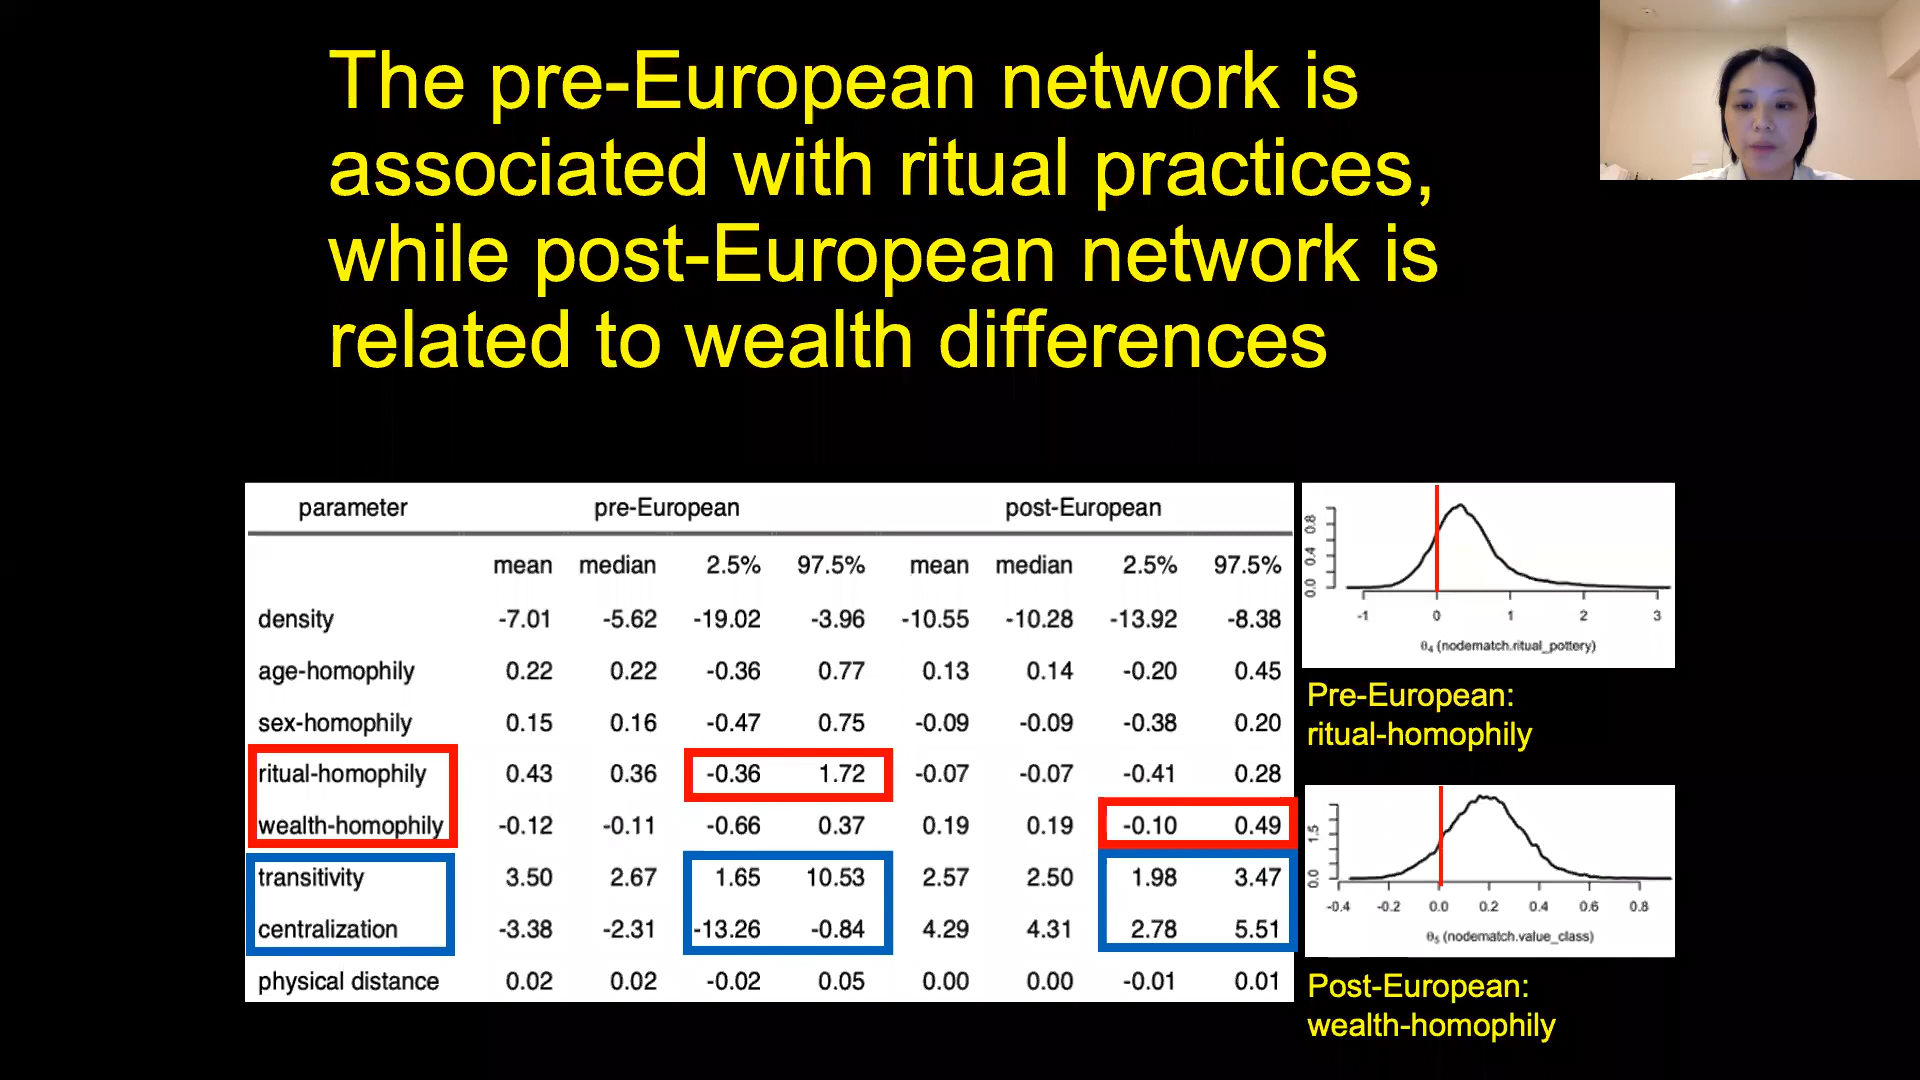 The pre-European network is
associated with ritual practices,
while post-European network is
related to wealth differences
parameter pre-European post-European
mean median 2.5% 97.5% mean median 2.5% 97.5%
density -7.01 -5.62 -19.02 -3.96 -10.55 -10.28 -13.92 -8.38
age-homophily 0.22 0.22 -0.36 0.77 0.13 0.14 -0.20 0.45
sex-homophily 0.15 0.16 -0.47 0.75 -0.09 -0.09 -0.38 0.20
ritual-homophily 0.43 0.36 -0.36 1.72 -0.07 -0.07 -0.41 0.28
wealth-homophily -0.12 -0.11 -0.66 0.37 0.19 0.19 -0.10 0.49
transitivity 3.50 2.67 1.65 10.53 2.57 2.50 1.98 3.47
centralization -3.38 -2.31 -13.26 -0.84 4.29 4.31 2.78 5.51
physical distance 0.02 0.02 -0.02 0.05 0.00 0.00 -0.01 0.01
0.0 0.4 0.8
-1 0 1 2 3
θ4 (nodematch.ritual_pottery)
Pre-European:
ritual-homophily
0.0 1.5
-0.4 -0.2 0.0 0.2 0.4 0.6 0.8
θ5 (nodematch.value_class)
Post-European:
wealth-homophily